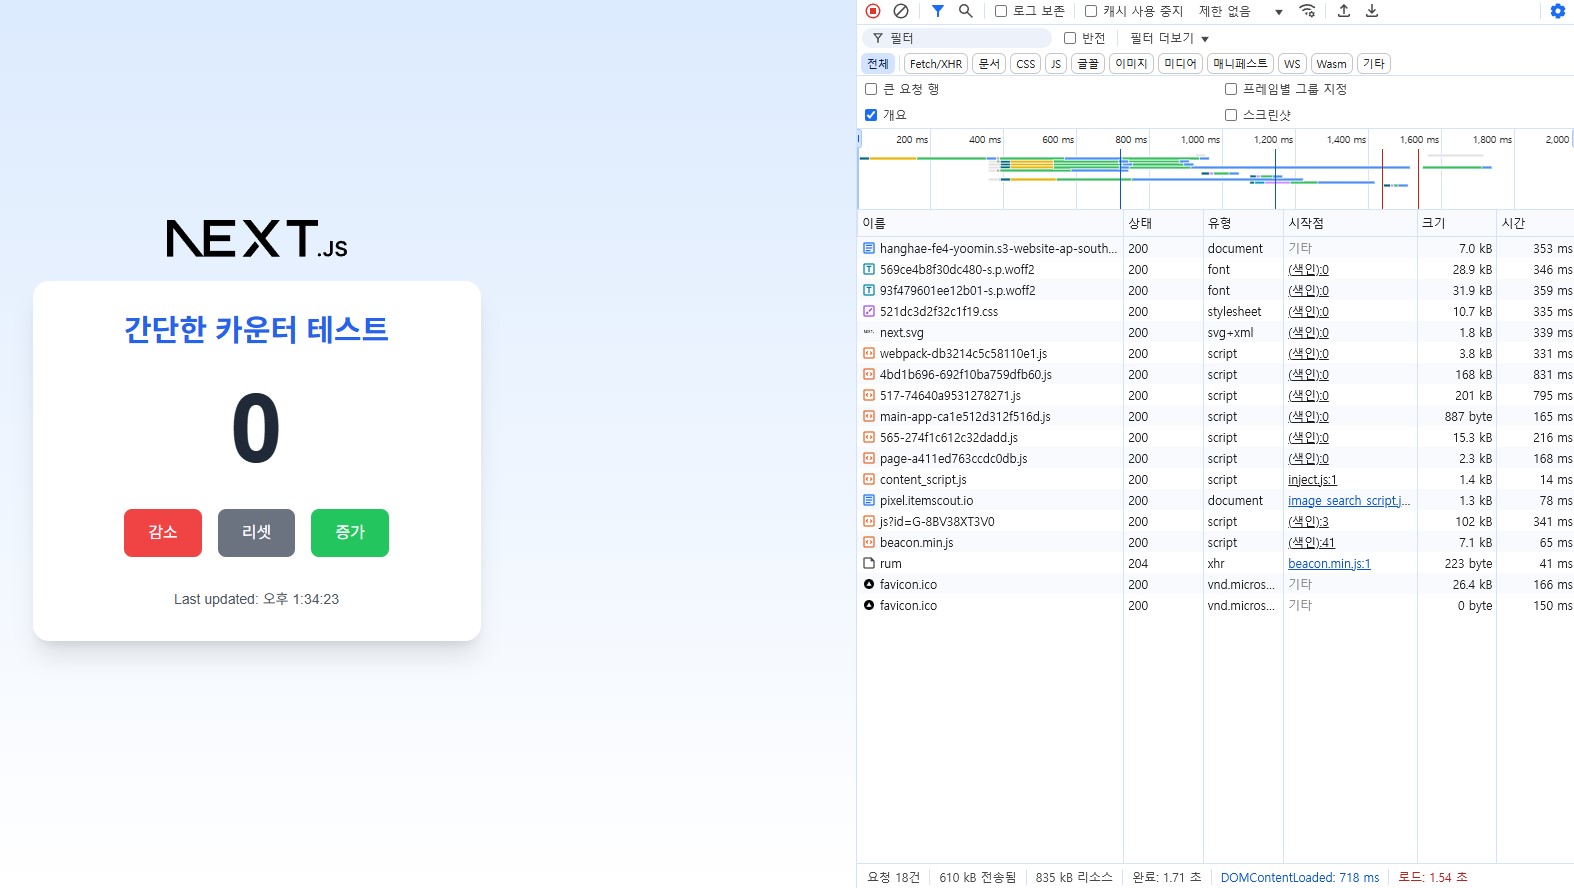 NEXT.JS
간단한 카운터 테스트
0
감소 리셋 증가
Last updated: 오후 1:34:23
로그 보존 캐시 사용 중지 제한 없음
필터 반전 필터 더보기
전체 Fetch/XHR 문서 CSS JS 글꼴 이미지 미디어 매니페스트 WS Wasm 기타
큰 요청 행 프레임별 그룹 지정
개요 스크린샷
200 ms 400 ms 600 ms 800 ms 1,000 ms 1,200 ms 1,400 ms 1,600 ms 1,800 ms 2,000
이름 상태 유형 시작점 크기 시간
hanghae-fe4-yoomin.s3-website-ap-south... 200 document 기타 7.0 kB 353 ms
569ce4b8f30dc480-s.p.woff2 200 font (색인):0 28.9 kB 346 ms
93f479601ee12b01-s.p.woff2 200 font (색인):0 31.9 kB 359 ms
521dc3d2f32c1f19.css 200 stylesheet (색인):0 10.7 kB 335 ms
next.svg 200 svg+xml (색인):0 1.8 kB 339 ms
webpack-db3214c5c58110e1.js 200 script (색인):0 3.8 kB 331 ms
4bd1b696-692f10ba759dfb60.js 200 script (색인):0 168 kB 831 ms
517-74640a9531278271.js 200 script (색인):0 201 kB 795 ms
main-app-ca1e512d312f516d.js 200 script (색인):0 887 byte 165 ms
565-274f1c612c32dadd.js 200 script (색인):0 15.3 kB 216 ms
page-a411ed763ccdc0db.js 200 script (색인):0 2.3 kB 168 ms
content_script.js 200 script inject.js:1 1.4 kB 14 ms
pixel.itemscout.io 200 document image_search_script.j... 1.3 kB 78 ms
js?id=G-8BV38XT3V0 200 script (색인):3 102 kB 341 ms
beacon.min.js 200 script (색인):41 7.1 kB 65 ms
rum 204 xhr beacon.min.js:1 223 byte 41 ms
favicon.ico 200 vnd.micros... 기타 26.4 kB 166 ms
favicon.ico 200 vnd.micros... 기타 0 byte 150 ms
요청 18건 610 kB 전송됨 835 kB 리소스 완료: 1.71 초 DOMContentLoaded: 718 ms 로드: 1.54 초